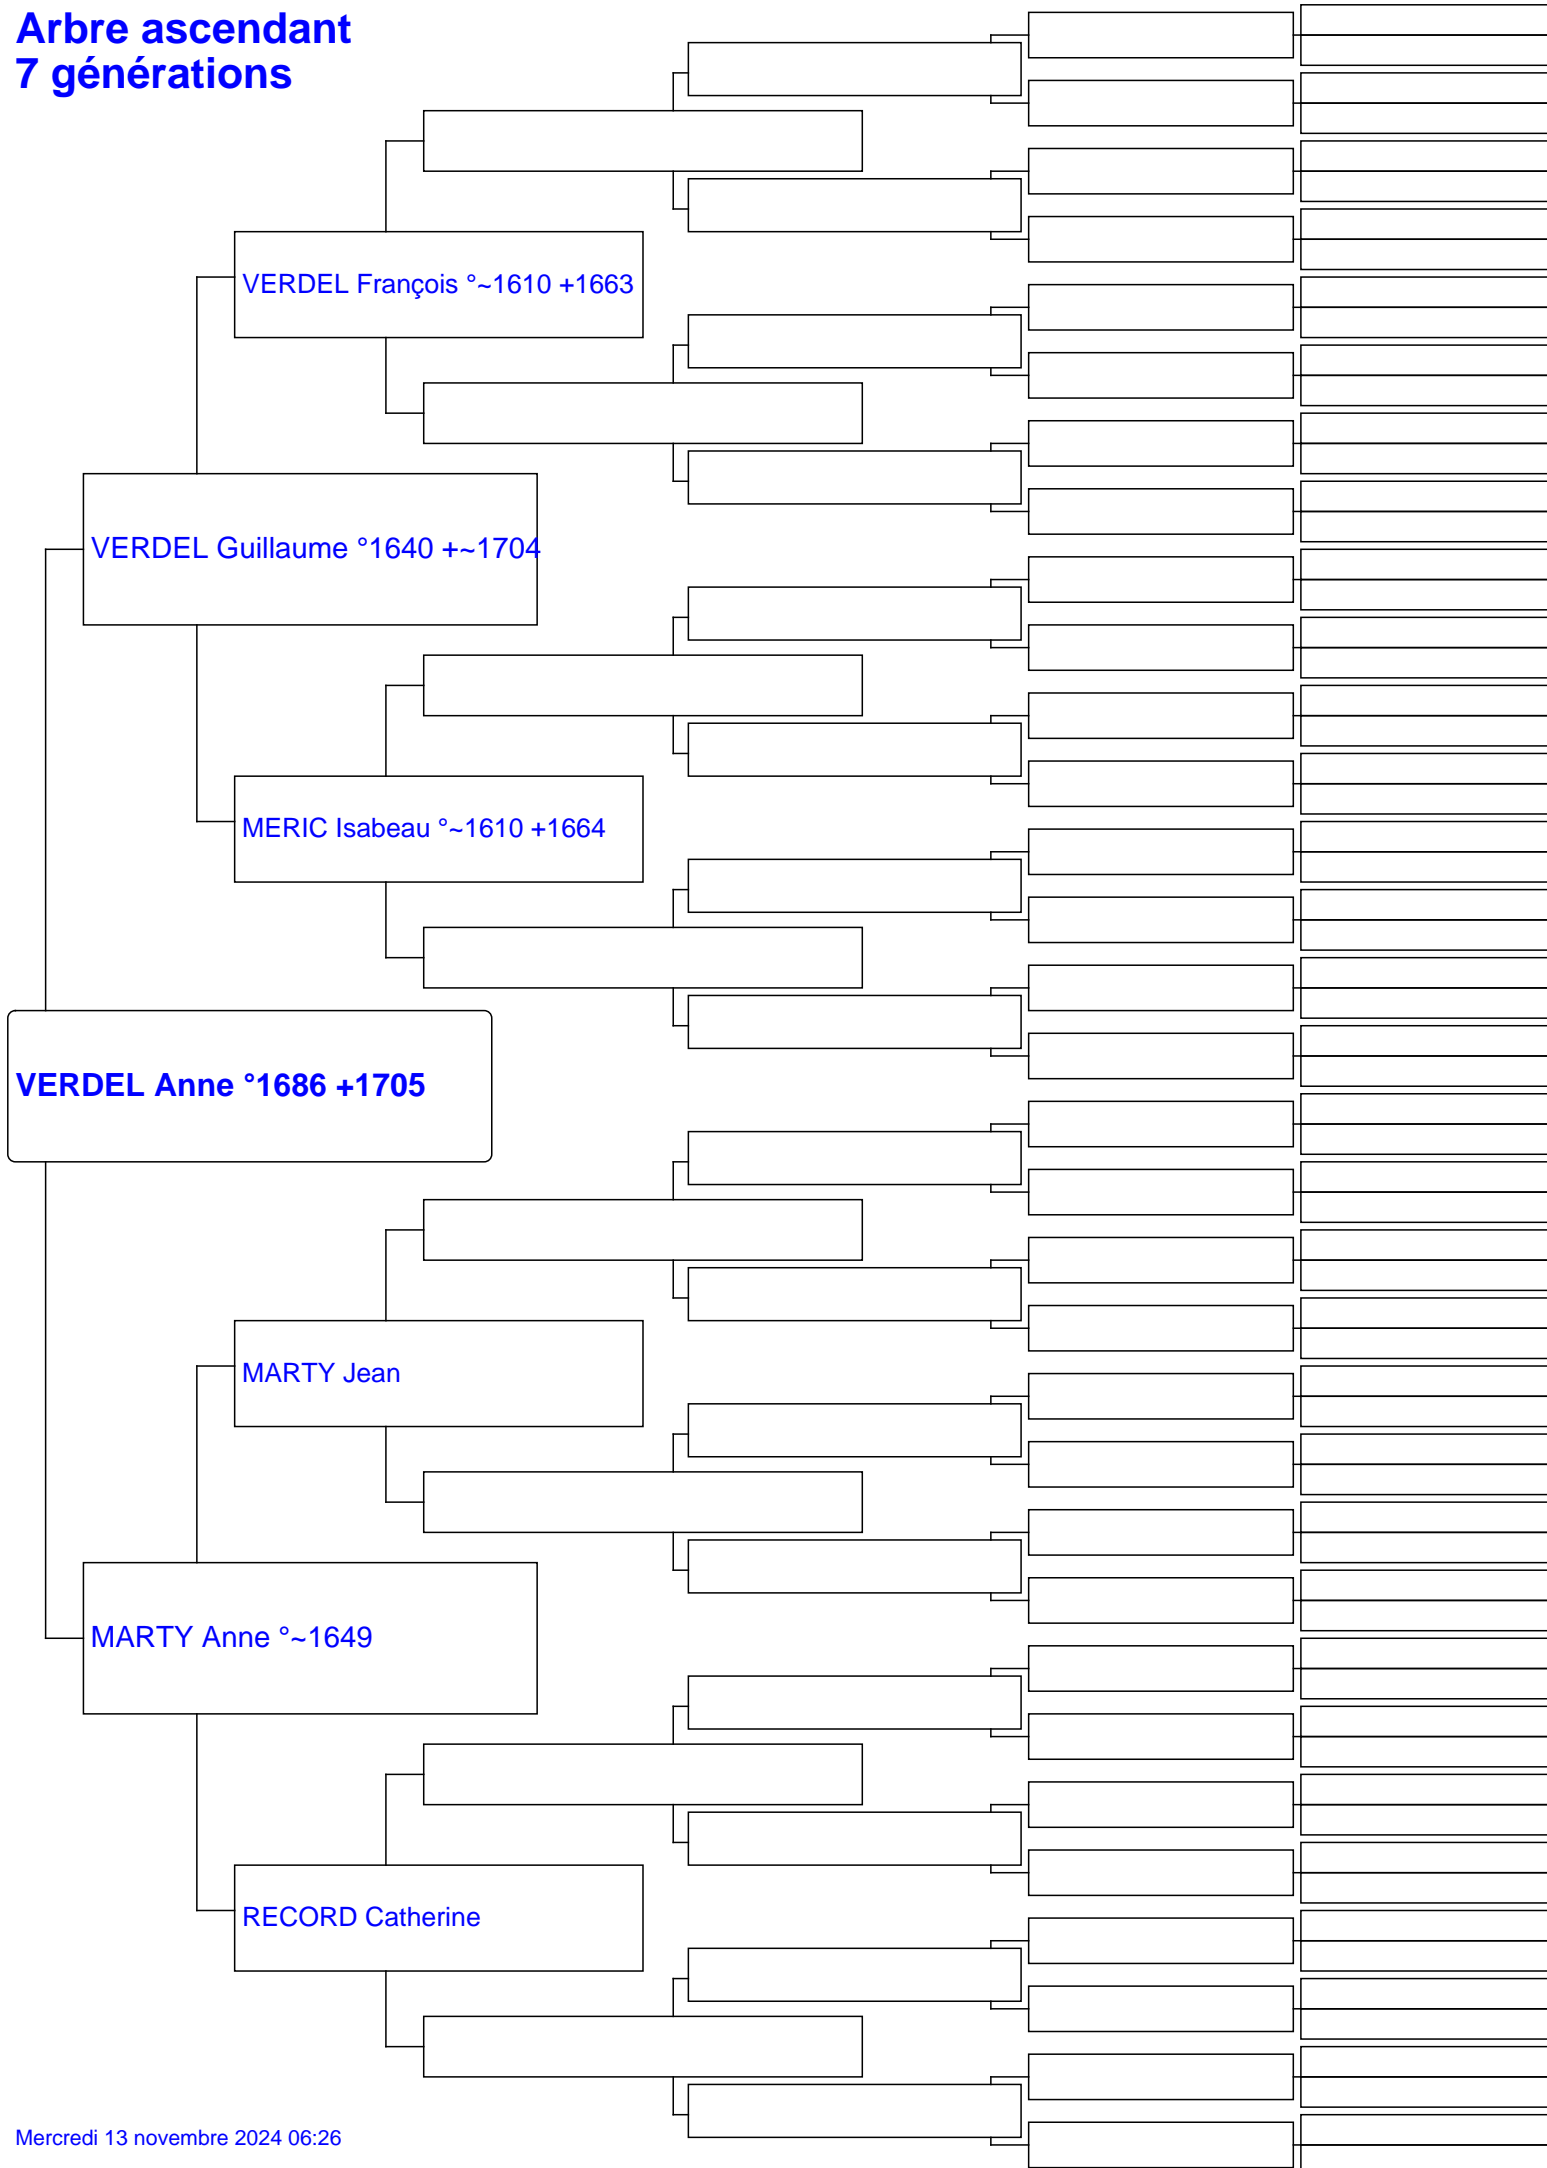 Arbre ascendant
7 générations
VERDEL François °~1610 +1663
VERDEL Guillaume °1640 +~1704
MERIC Isabeau °~1610 +1664
VERDEL Anne °1686 +1705
MARTY Jean
MARTY Anne °~1649
RECORD Catherine
Mercredi 13 novembre 2024 06:26